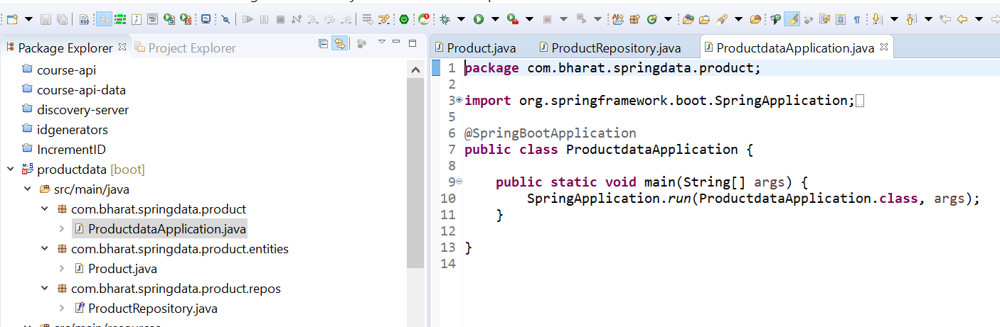 Package Explorer
Project Explorer
course-api
course-api-data
discovery-server
idgenerators
IncrementID
productdata [boot]
src/main/java
com.bharat.springdata.product
ProductdataApplication.java
com.bharat.springdata.product.entities
Product.java
com.bharat.springdata.product.repos
ProductRepository.java
Product.java
ProductRepository.java
ProductdataApplication.java
1 package com.bharat.springdata.product;
2
3 import org.springframework.boot.SpringApplication;
5
6 @SpringBootApplication
7 public class ProductdataApplication {
8
9 public static void main(String[] args) {
10 SpringApplication.run(ProductdataApplication.class, args);
11 }
12
13 }
14